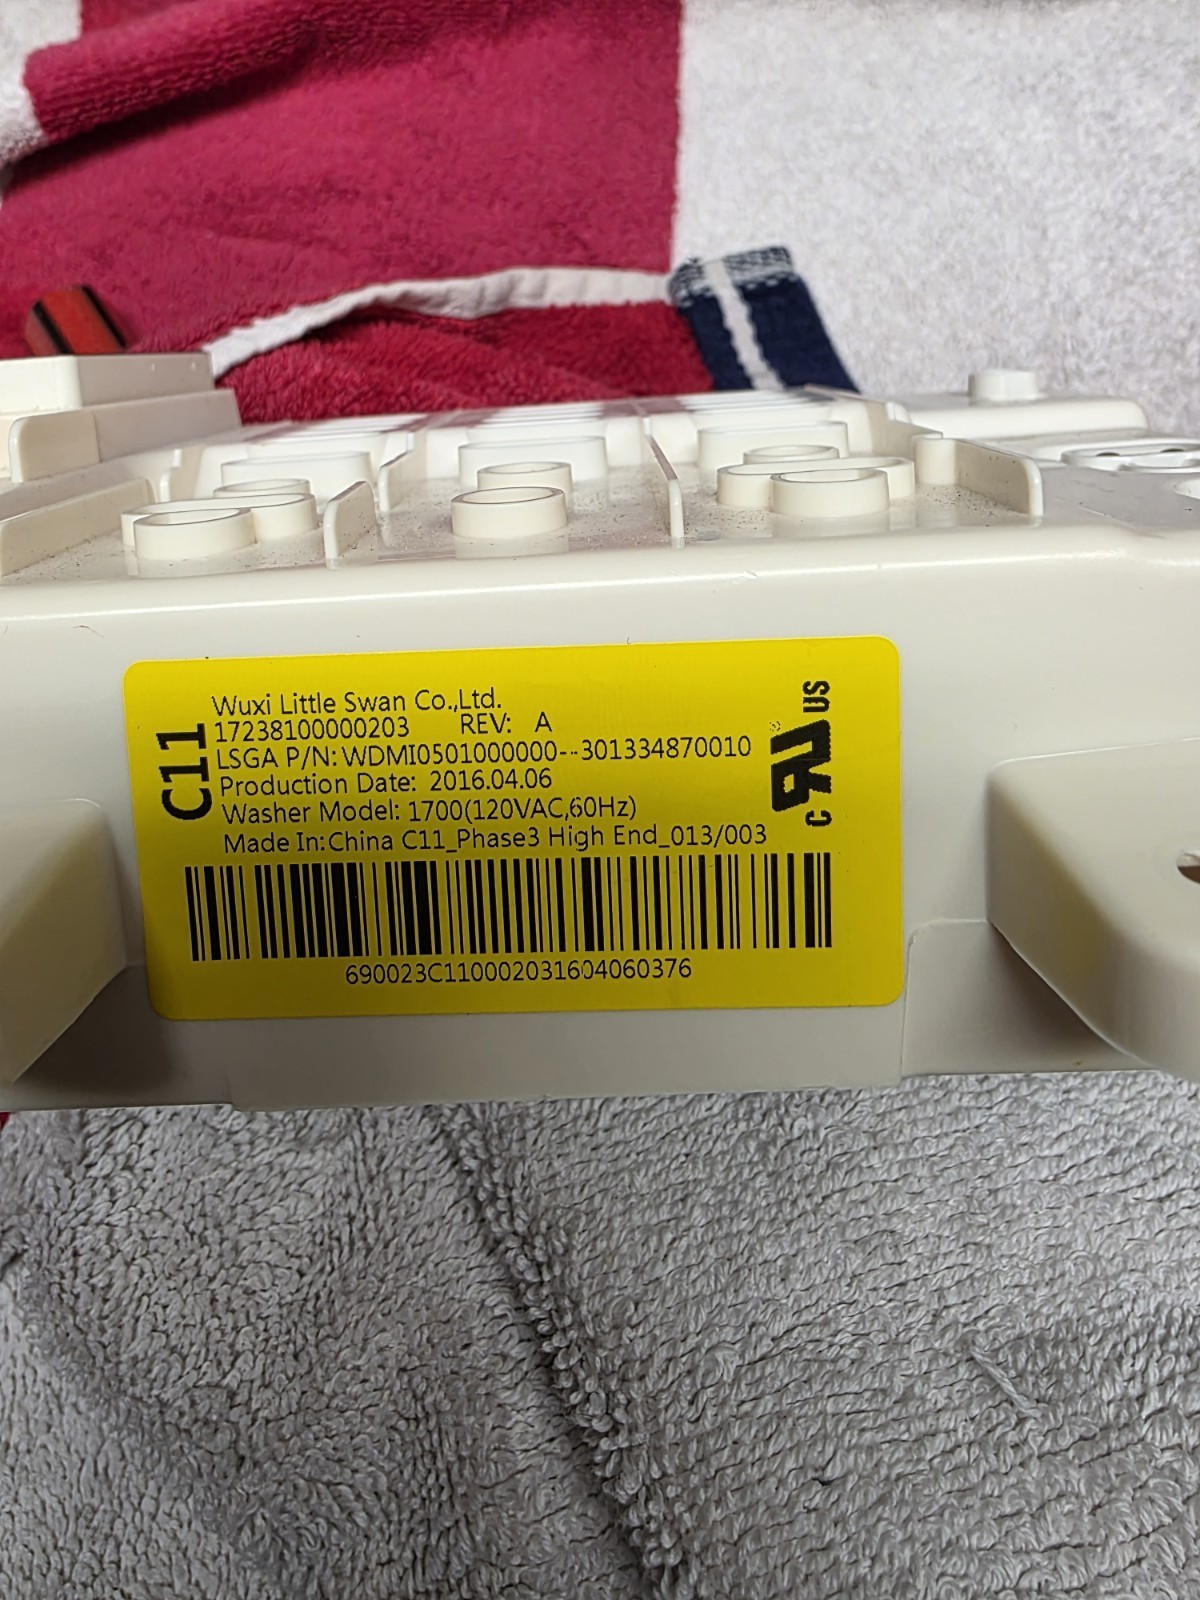 C11
Wuxi Little Swan Co.,Ltd.
17238100000203 REV: A
LSGA P/N:WDMI0501000000--301334870010
Production Date: 2016.04.06
Washer Model: 1700(120VAC,60Hz)
Made In:China C11_Phase3 High End_013/003
690023C110002031604060376
c RU US